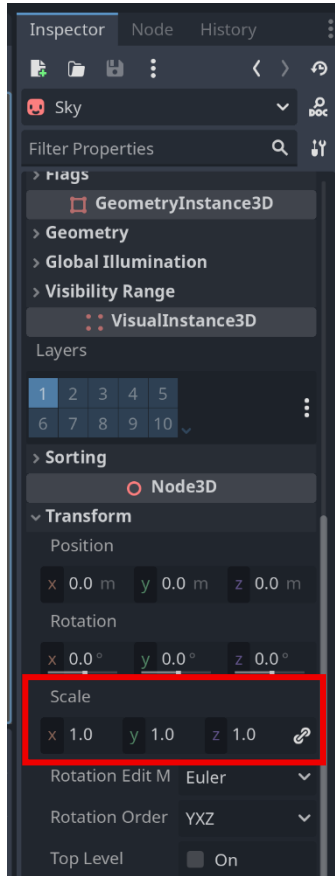 Inspector Node History
Sky
DOC
Filter Properties
Flags
GeometryInstance3D
Geometry
Global Illumination
Visibility Range
VisualInstance3D
Layers
1 2 3 4 5
6 7 8 9 10
Sorting
Node3D
Transform
Position
x 0.0 m y 0.0 m z 0.0 m
Rotation
x 0.0° y 0.0° z 0.0°
Scale
x 1.0 y 1.0 z 1.0
Rotation Edit M Euler
Rotation Order YXZ
Top Level On